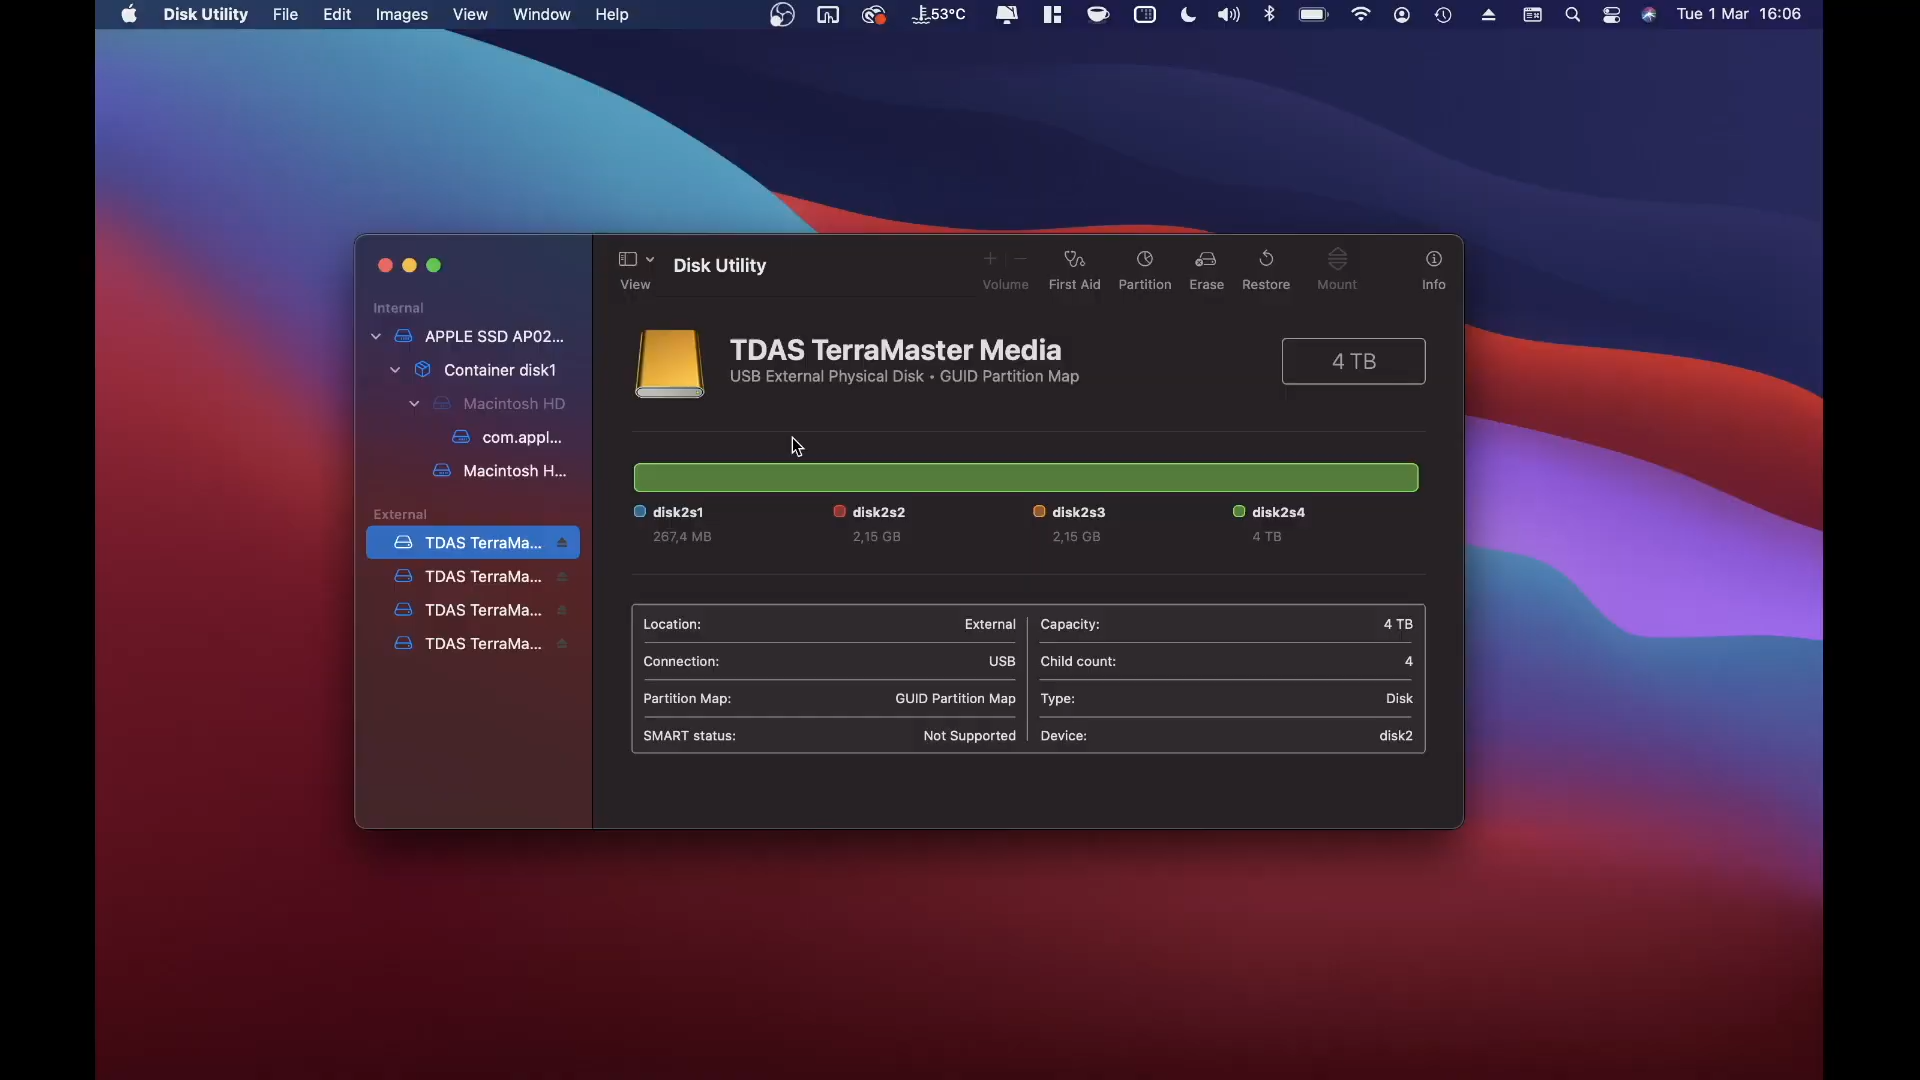 Disk Utility File Edit Images View Window Help 53°C Tue 1 Mar 16:06
Disk Utility
View
Volume First Aid Partition Erase Restore Mount Info
Internal
APPLE SSD AP02...
Container disk1
Macintosh HD
com.appl...
Macintosh H...
External
TDAS TerraMa...
TDAS TerraMa...
TDAS TerraMa...
TDAS TerraMa...
TDAS TerraMaster Media
USB External Physical Disk • GUID Partition Map
4 TB
disk2s1 disk2s2 disk2s3 disk2s4
267,4 MB 2,15 GB 2,15 GB 4 TB
Location: External Capacity: 4 TB
Connection: USB Child count: 4
Partition Map: GUID Partition Map Type: Disk
SMART status: Not Supported Device: disk2